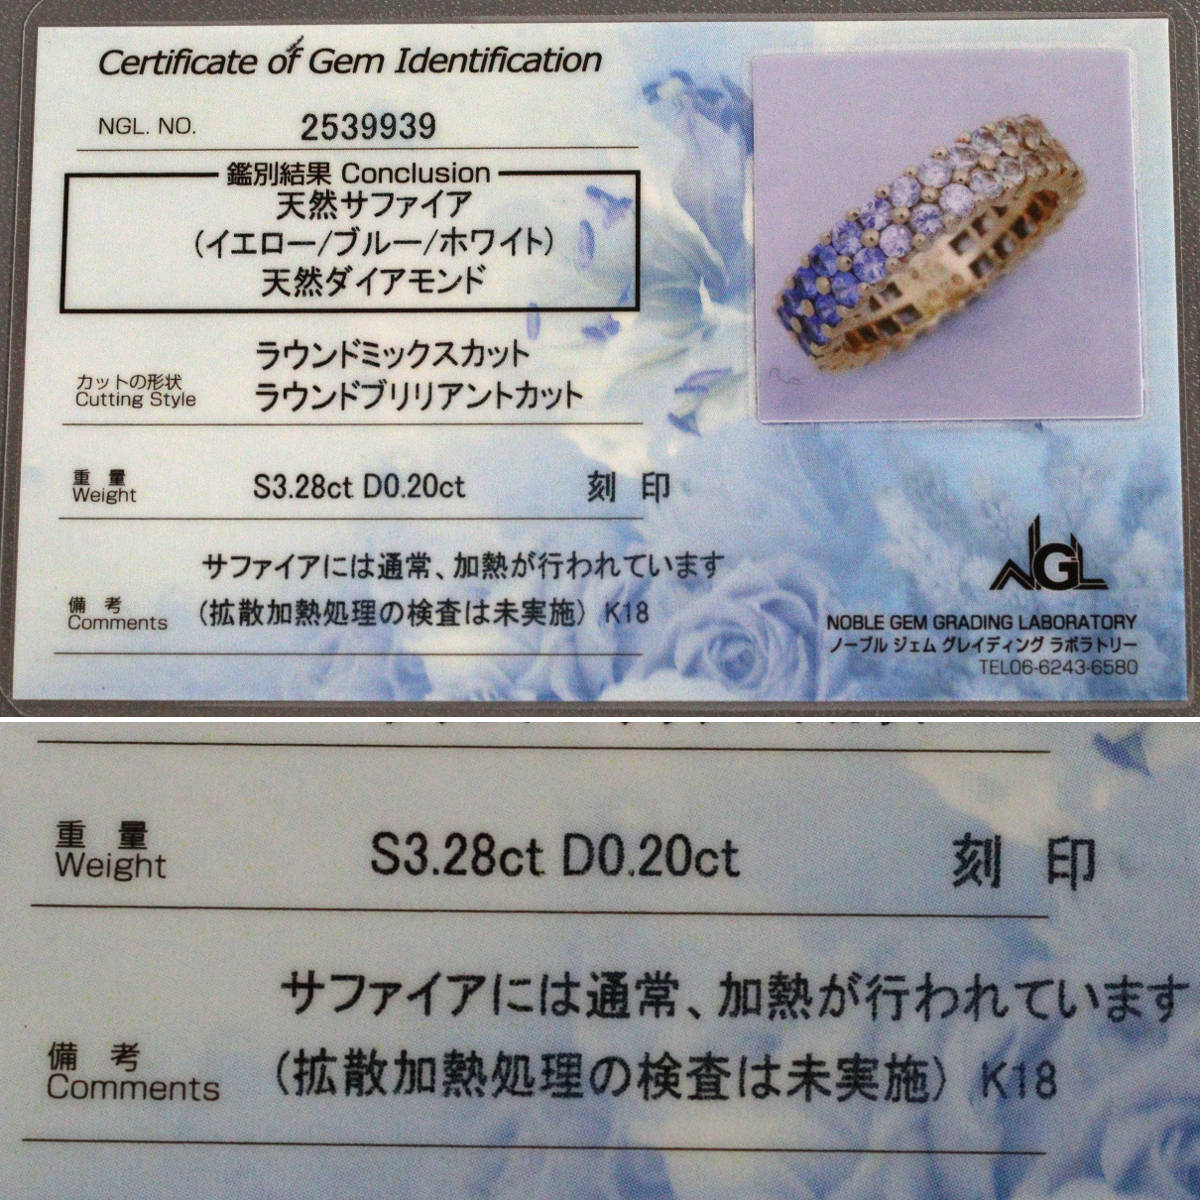 Certificate of Gem Identification
NGL. NO. 2539939
鑑別結果 Conclusion
天然サファイア
(イエロー/ブルー/ホワイト)
天然ダイアモンド
ラウンドミックスカット
カットの形状
Cutting Style
ラウンドブリリアントカット
重量
Weight
S3.28ct D0.20ct 刻印
サファイアには通常、加熱が行われています
備考
Comments
(拡散加熱処理の検査は未実施) K18
NGL
NOBLE GEM GRADING LABORATORY
ノーブル ジェム グレイディング ラボラトリー
TEL06-6243-6580
重量
Weight
S3.28ct D0.20ct 刻印
サファイアには通常、加熱が行われています
備考
Comments
(拡散加熱処理の検査は未実施) K18